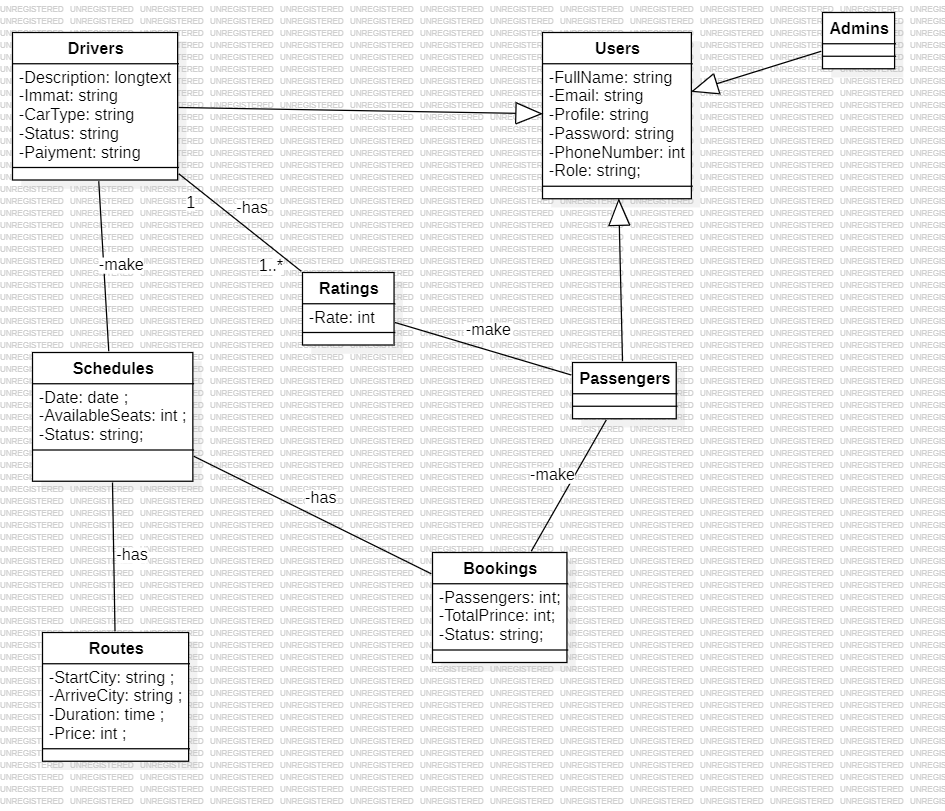 Drivers
-Description: longtext
-Immat: string
-CarType: string
-Status: string
-Paiyment: string
Users
-FullName: string
-Email: string
-Profile: string
-Password: string
-PhoneNumber: int
-Role: string;
Admins
1
-has
1..*
-make
Ratings
-Rate: int
-make
Passengers
Schedules
-Date: date ;
-AvailableSeats: int ;
-Status: string;
-make
-has
-has
Bookings
-Passengers: int;
-TotalPrince: int;
-Status: string;
Routes
-StartCity: string ;
-ArriveCity: string ;
-Duration: time ;
-Price: int ;
UNREGISTERED